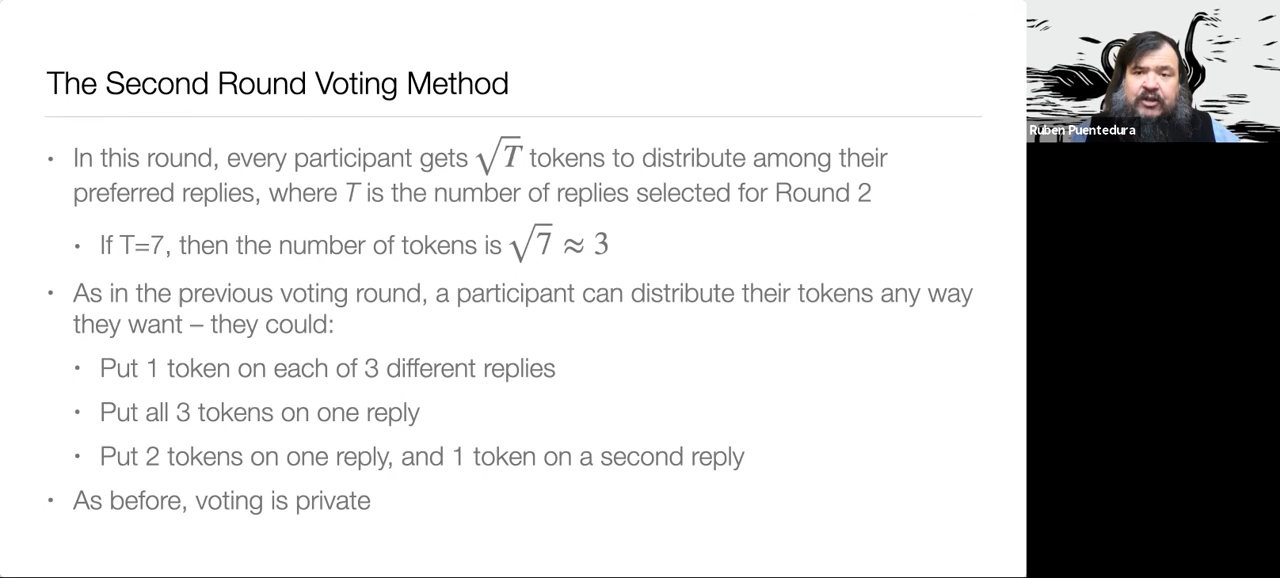 The Second Round Voting Method
• In this round, every participant gets √T tokens to distribute among their
preferred replies, where T is the number of replies selected for Round 2
• If T=7, then the number of tokens is √7 ≈ 3
• As in the previous voting round, a participant can distribute their tokens any way
they want – they could:
• Put 1 token on each of 3 different replies
• Put all 3 tokens on one reply
• Put 2 tokens on one reply, and 1 token on a second reply
• As before, voting is private
Ruben Puentedura